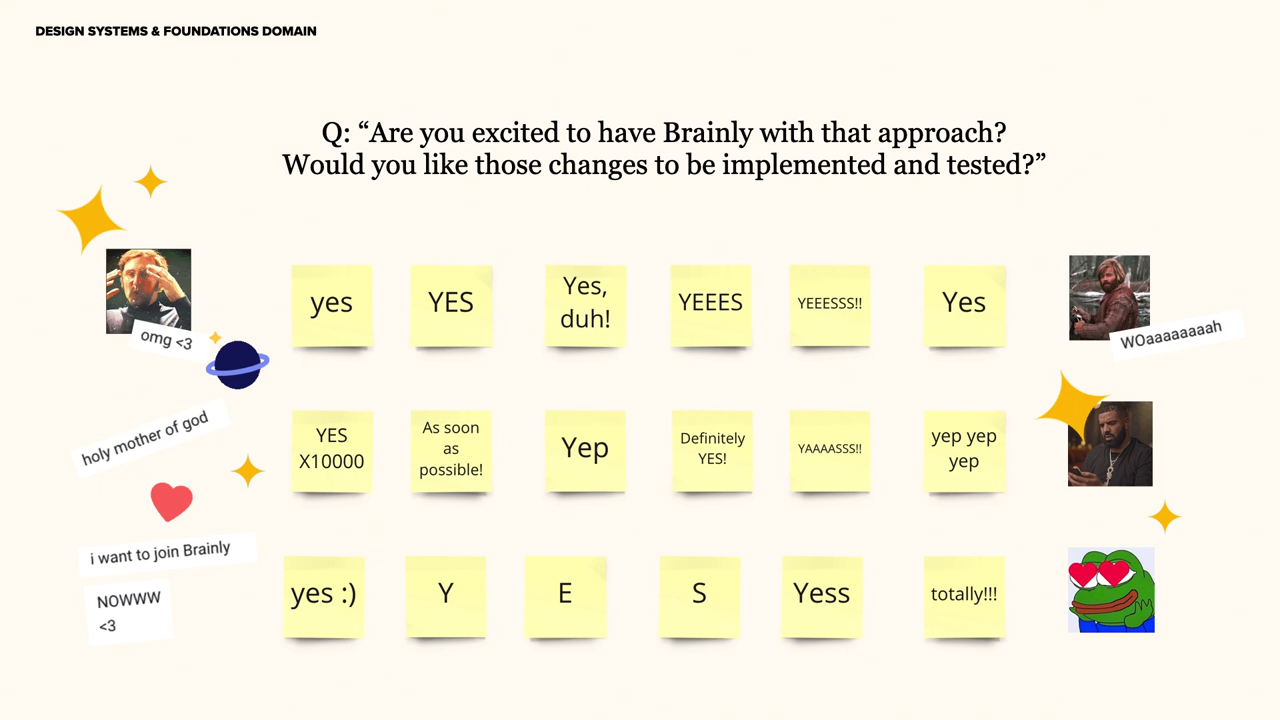 DESIGN SYSTEMS & FOUNDATIONS DOMAIN
Q: “Are you excited to have Brainly with that approach?
Would you like those changes to be implemented and tested?”
omg <3
yes
YES
Yes,
duh!
YEEES
YEEESSS!!
Yes
WOaaaaaaaah
holy mother of god
YES
X10000
As soon
as
possible!
Yep
Definitely
YES!
YAAAASSS!!
yep yep
yep
i want to join Brainly
NOWWW
<3
yes :)
Y
E
S
Yess
totally!!!